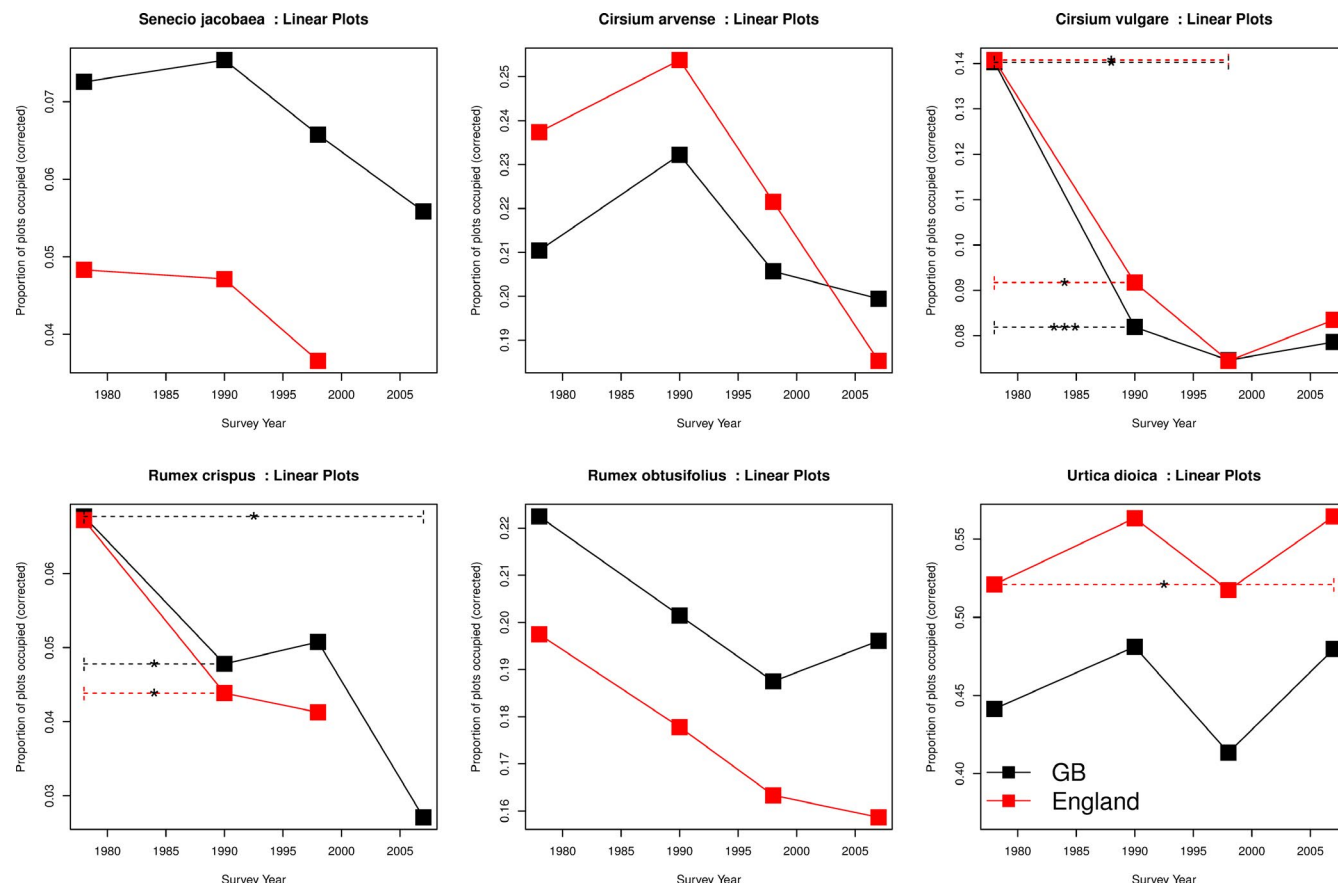 Senecio jacobaea : Linear Plots
Proportion of plots occupied (corrected)
0.07
0.06
0.05
0.04
1980 1985 1990 1995 2000 2005
Survey Year
Cirsium arvense : Linear Plots
Proportion of plots occupied (corrected)
0.25
0.24
0.23
0.22
0.21
0.20
0.19
1980 1985 1990 1995 2000 2005
Survey Year
Cirsium vulgare : Linear Plots
Proportion of plots occupied (corrected)
0.14
0.13
0.12
0.11
0.10
0.09
0.08
*
*
*
***
1980 1985 1990 1995 2000 2005
Survey Year
Rumex crispus : Linear Plots
Proportion of plots occupied (corrected)
0.06
0.05
0.04
0.03
*
*
*
1980 1985 1990 1995 2000 2005
Survey Year
Rumex obtusifolius : Linear Plots
Proportion of plots occupied (corrected)
0.22
0.21
0.20
0.19
0.18
0.17
0.16
1980 1985 1990 1995 2000 2005
Survey Year
Urtica dioica : Linear Plots
Proportion of plots occupied (corrected)
0.55
0.50
0.45
0.40
*
GB
England
1980 1985 1990 1995 2000 2005
Survey Year